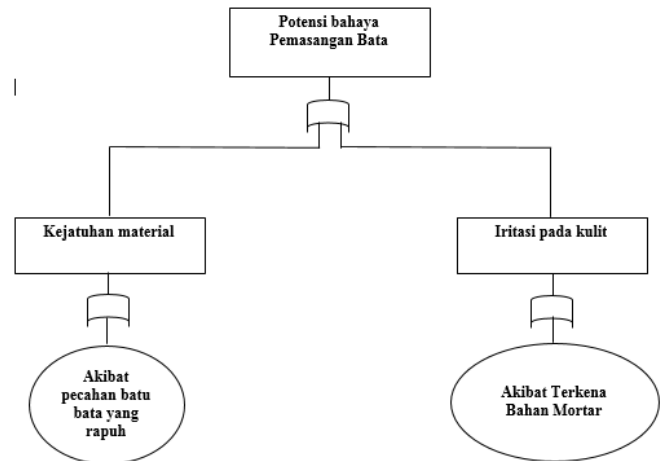 Potensi bahaya
Pemasangan Bata
Kejatuhan material
Iritasi pada kulit
Akibat
pecahan batu
bata yang
rapuh
Akibat Terkena
Bahan Mortar